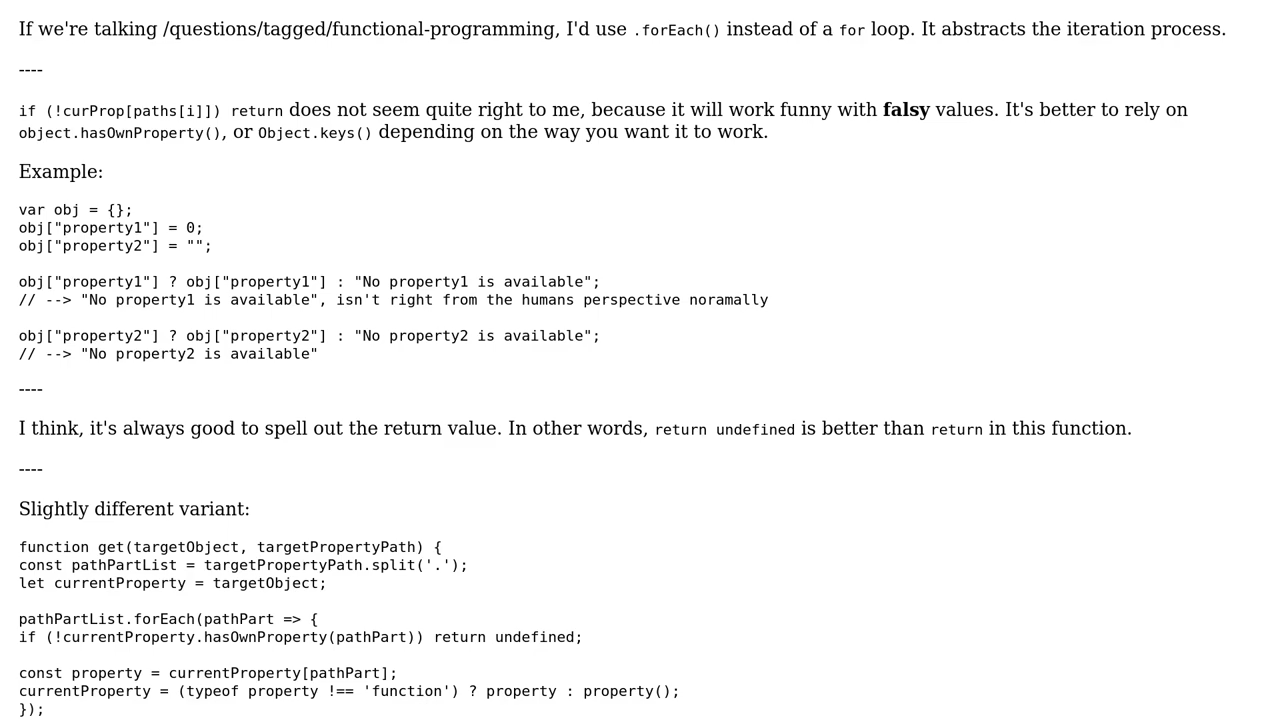 If we're talking /questions/tagged/functional-programming, I'd use .forEach() instead of a for loop. It abstracts the iteration process.
----
if (!curProp[paths[i]]) return does not seem quite right to me, because it will work funny with falsy values. It's better to rely on
object.hasOwnProperty(), or Object.keys() depending on the way you want it to work.
Example:
var obj = {};
obj["property1"] = 0;
obj["property2"] = "";
obj["property1"] ? obj["property1"] : "No property1 is available";
// --> "No property1 is available", isn't right from the humans perspective noramally
obj["property2"] ? obj["property2"] : "No property2 is available";
// --> "No property2 is available"
----
I think, it's always good to spell out the return value. In other words, return undefined is better than return in this function.
----
Slightly different variant:
function get(targetObject, targetPropertyPath) {
const pathPartList = targetPropertyPath.split('.');
let currentProperty = targetObject;
pathPartList.forEach(pathPart => {
if (!currentProperty.hasOwnProperty(pathPart)) return undefined;
const property = currentProperty[pathPart];
currentProperty = (typeof property !== 'function') ? property : property();
});